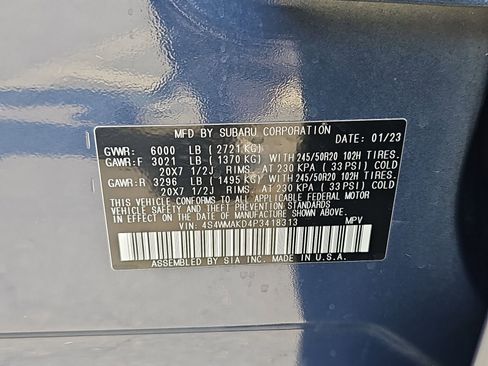 MFD BY SUBARU CORPORATION
DATE: 01/23
GVWR: 6000 LB (2721 KG)
GAWR:F 3021 LB (1370 KG) WITH 245/50R20 102H TIRES.
20X7 1/2J RIMS. AT 230 KPA (33 PSI) COLD
GAWR:R 3296 LB (1495 KG) WITH 245/50R20 102H TIRES.
20X7 1/2J RIMS. AT 230 KPA (33 PSI) COLD
THIS VEHICLE CONFORMS TO ALL APPLICABLE FEDERAL MOTOR
VEHICLE SAFETY AND THEFT PREVENTION STANDARDS
IN EFFECT ON THE DATE OF MANUFACTURE SHOWN ABOVE.
VIN: 4S4WMAKD4P3418313 MPV
ASSEMBLED BY SIA INC. IN U.S.A.